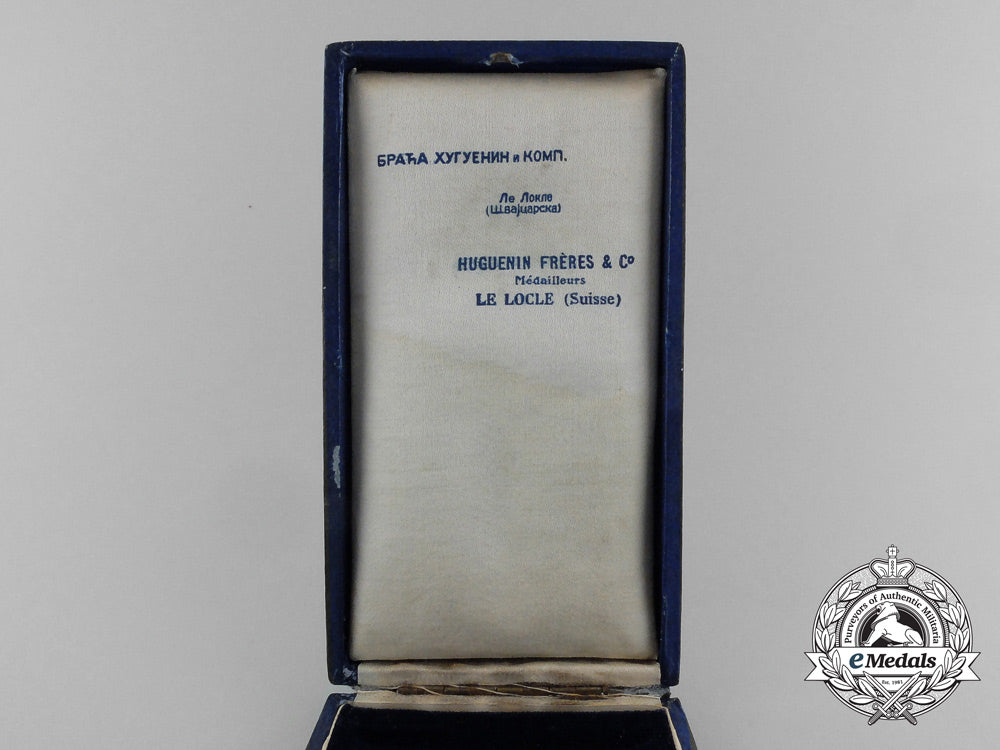 БРАЋА ХУГУЕНИН и КОМП.
Ле Локле
(Швајцарска)
HUGUENIN FRÈRES & Cº
Médailleurs
LE LOCLE (Suisse)
Purveyors of Authentic Militaria
eMedals
Est. 1981